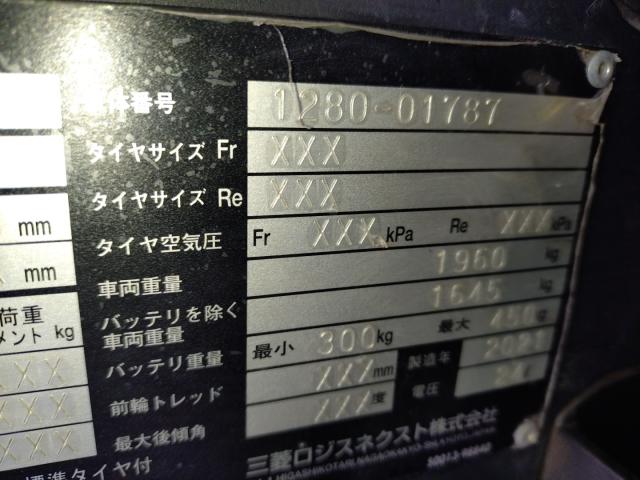 体番号 1280-01787
タイヤサイズ Fr XXX
タイヤサイズ Re XXX
mm タイヤ空気圧 Fr XXX kPa Re XXX kPa
mm 車両重量 1960 kg
荷重 バッテリを除く 1645 kg
メント kg 車両重量
XXX バッテリ重量 最小 300kg 最大 450
XXX 前輪トレッド XXX mm 製造年 2021
XXX 最大後傾角 XXX 度 電圧
標準タイヤ付 三菱ロジスネクスト株式会社